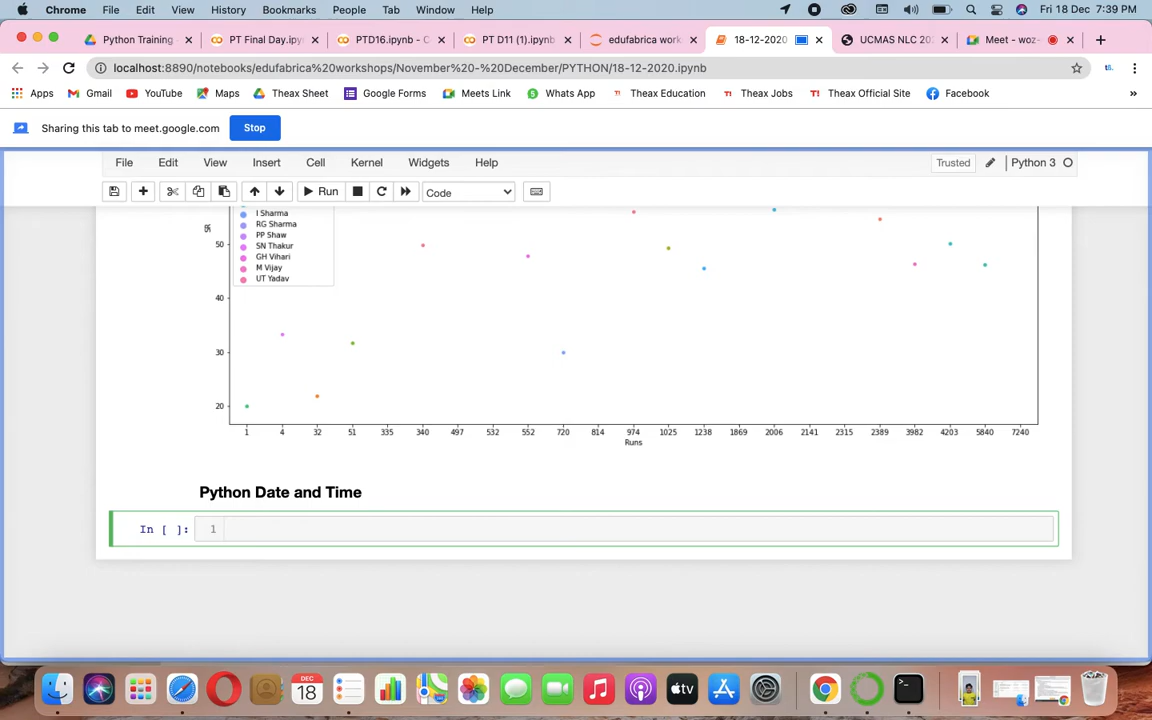 Chrome File Edit View History Bookmarks People Tab Window Help Fri 18 Dec 7:39 PM
Python Training - PT Final Day.ipyn PTD16.ipynb - C PT D11 (1).ipynb edufabrica work 18-12-2020 UCMAS NLC 20 Meet - woz-
localhost:8890/notebooks/edufabrica%20workshops/November%20-%20December/PYTHON/18-12-2020.ipynb
Apps Gmail YouTube Maps Theax Sheet Google Forms Meets Link Whats App Theax Education Theax Jobs Theax Official Site Facebook »
Sharing this tab to meet.google.com Stop
File Edit View Insert Cell Kernel Widgets Help Trusted Python 3
Run Code
I Sharma
RG Sharma
PP Shaw
SN Thakur
GH Vihari
M Vijay
UT Yadav
SR
50
40
30
20
1 4 32 51 335 340 497 532 552 720 814 974 1025 1238 1869 2006 2141 2315 2389 3982 4203 5840 7240
Runs
Python Date and Time
In [ ]: 1
DEC
18
tv
>_